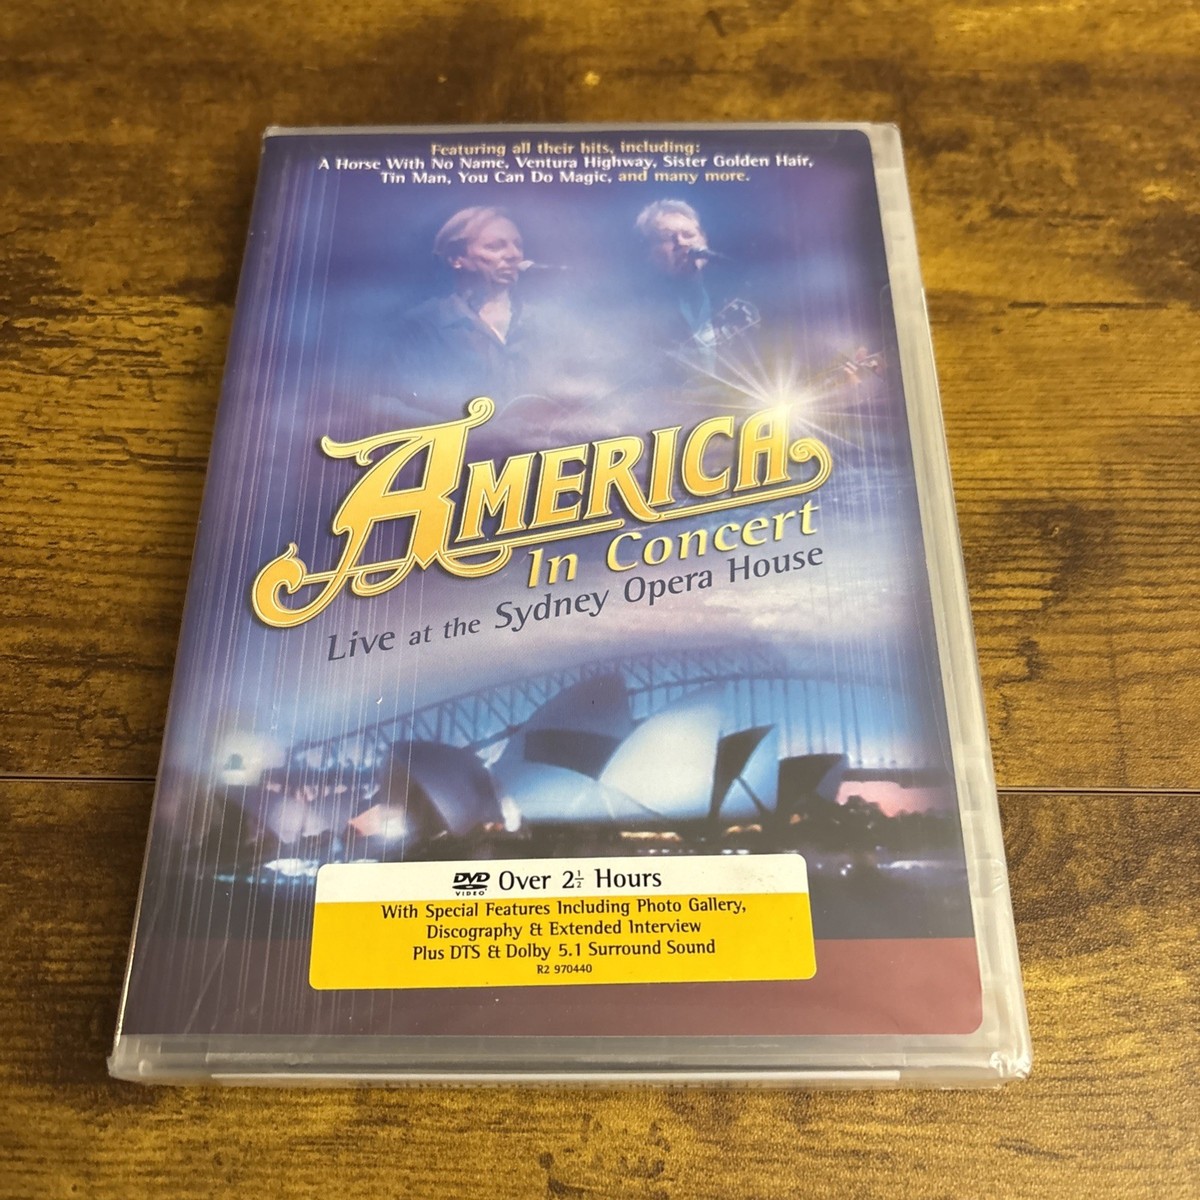 Featuring all their hits, including:
A Horse With No Name, Ventura Highway, Sister Golden Hair,
Tin Man, You Can Do Magic, and many more.
AMERICA
In Concert
Live at the Sydney Opera House
DVD VIDEO Over 2½ Hours
With Special Features Including Photo Gallery,
Discography & Extended Interview
Plus DTS & Dolby 5.1 Surround Sound
R2 970440